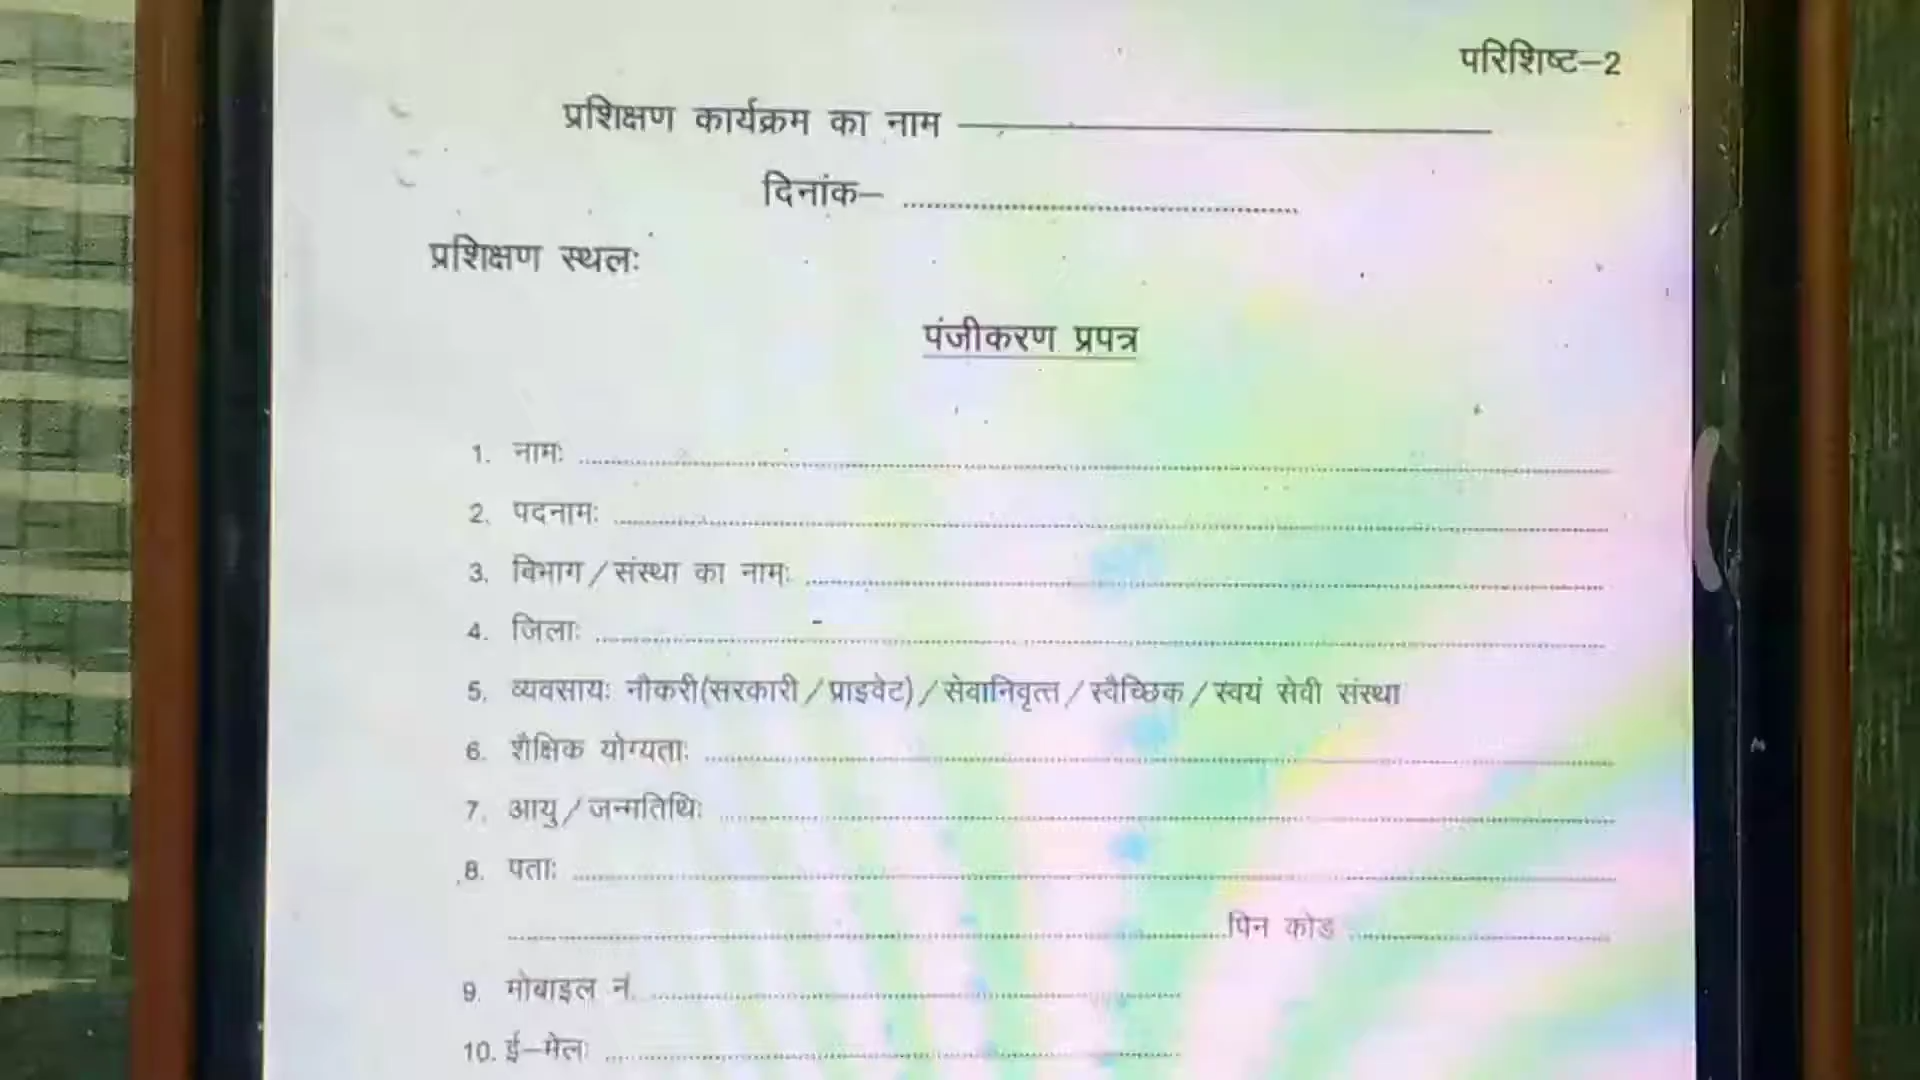 परिशिष्ट–2
प्रशिक्षण कार्यक्रम का नाम
दिनांक–
प्रशिक्षण स्थलः
पंजीकरण प्रपत्र
1. नामः
2. पदनामः
3. विभाग/संस्था का नामः
4. जिलाः
5. व्यवसायः नौकरी(सरकारी/प्राइवेट)/सेवानिवृत्त/स्वैच्छिक/स्वयं सेवी संस्था
6. शैक्षिक योग्यताः
7. आयु/जन्मतिथिः
8. पताः
पिन कोड
9. मोबाइल नं.
10. ई–मेलः